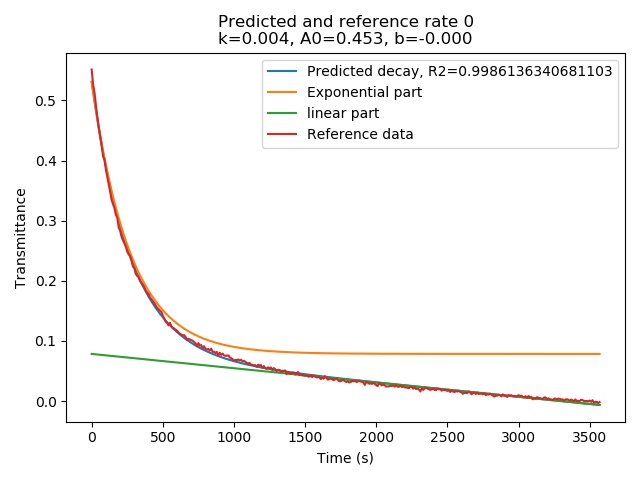 Predicted and reference rate 0
k=0.004, A0=0.453, b=-0.000
Predicted decay, R2=0.9986136340681103
Exponential part
linear part
Reference data
Transmittance
0.5
0.4
0.3
0.2
0.1
0.0
0 500 1000 1500 2000 2500 3000 3500
Time (s)